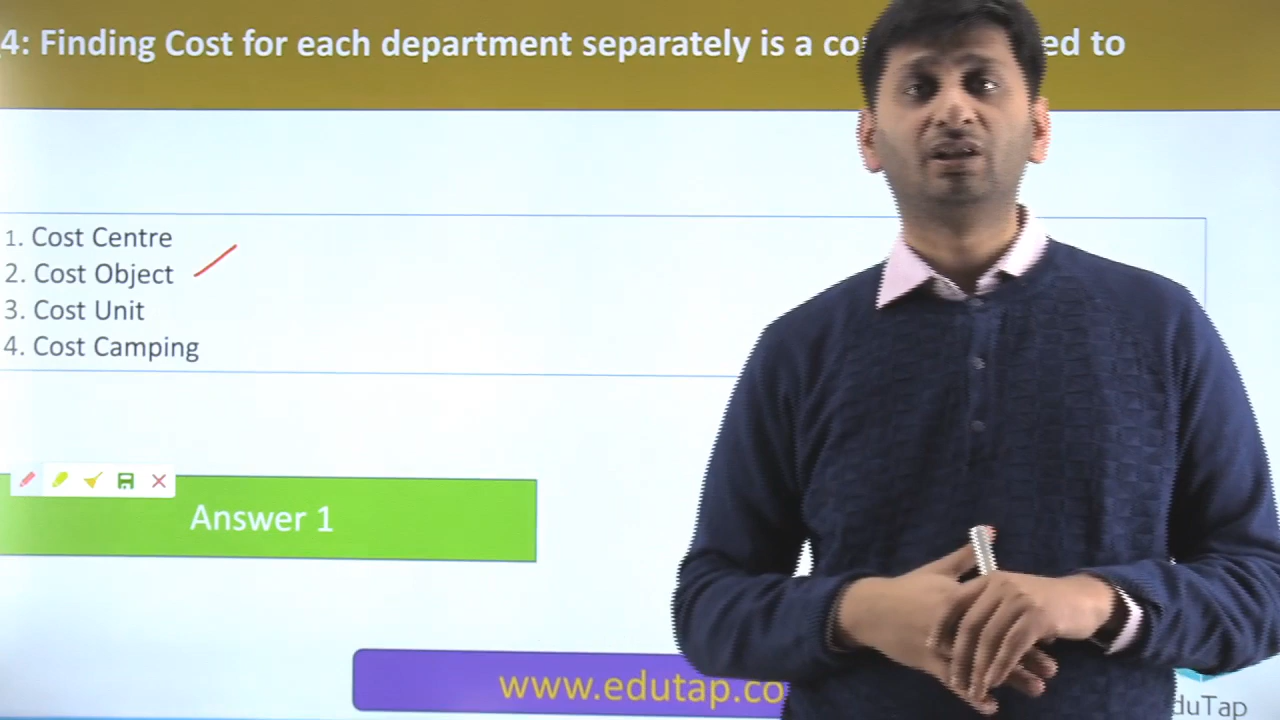 4: Finding Cost for each department separately is a co ed to
1. Cost Centre
2. Cost Object
3. Cost Unit
4. Cost Camping
Answer 1
www.edutap.co
duTap